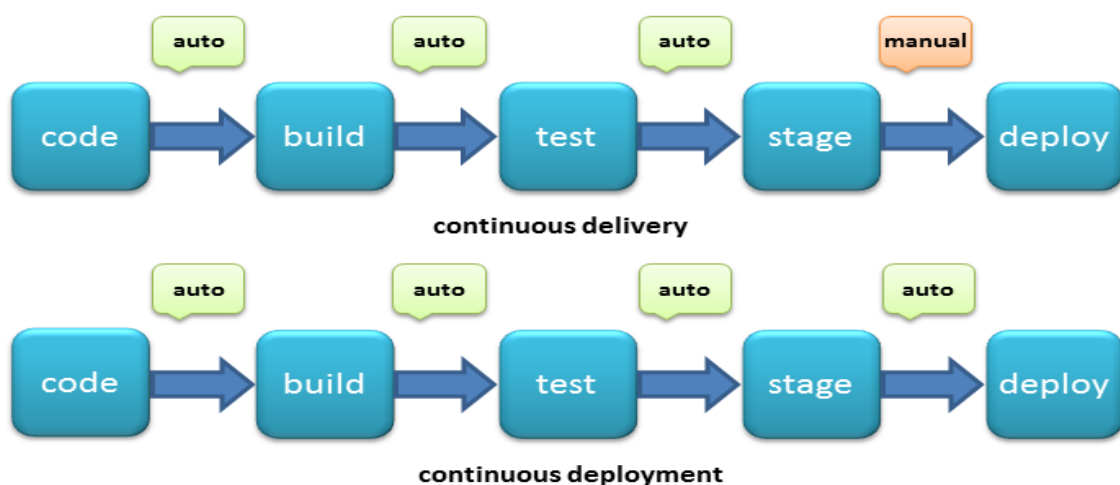 auto auto auto manual
code build test stage deploy
continuous delivery
auto auto auto auto
code build test stage deploy
continuous deployment